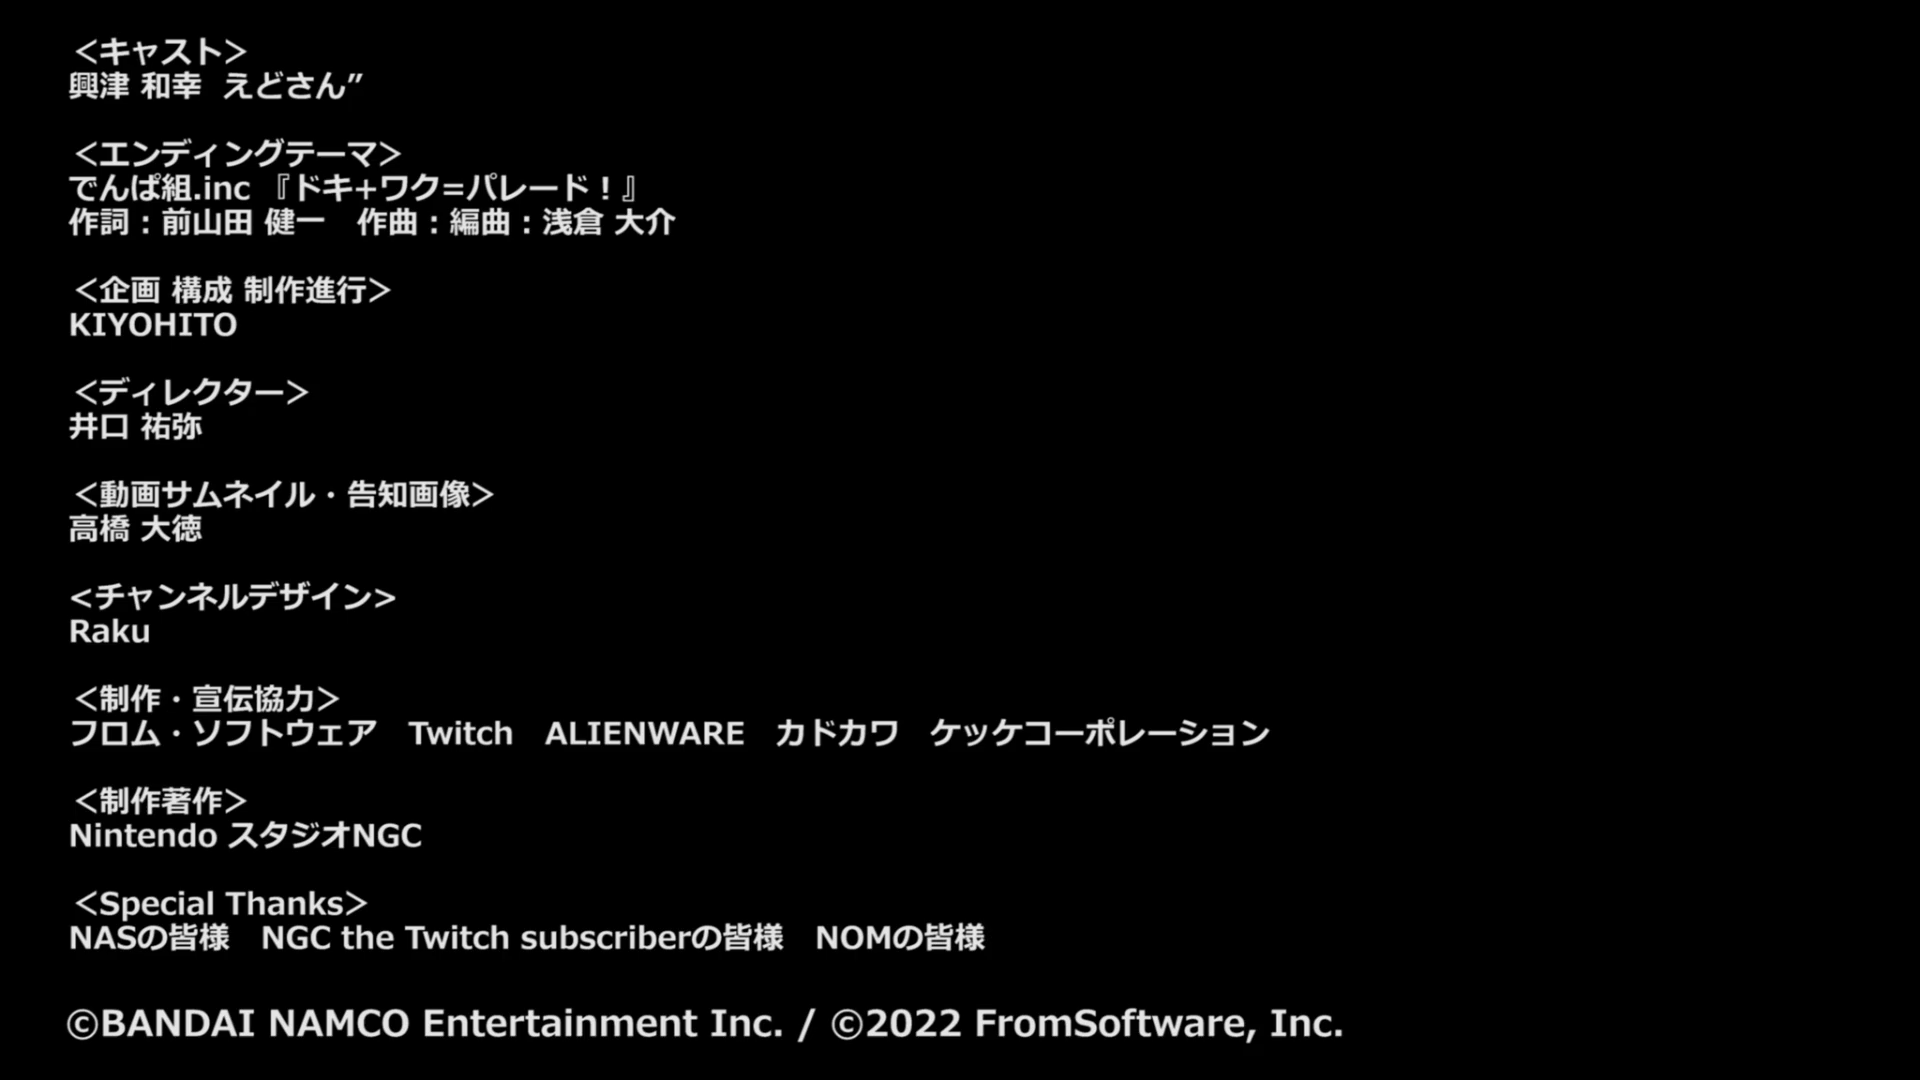 ＜キャスト＞
興津 和幸 えどさん”
＜エンディングテーマ＞
でんぱ組.inc 『ドキ+ワク=パレード！』
作詞：前山田 健一　作曲：編曲：浅倉 大介
＜企画 構成 制作進行＞
KIYOHITO
＜ディレクター＞
井口 祐弥
＜動画サムネイル・告知画像＞
高橋 大徳
<チャンネルデザイン>
Raku
＜制作・宣伝協力＞
フロム・ソフトウェア　Twitch　ALIENWARE　カドカワ　ケッケコーポレーション
＜制作著作＞
Nintendo スタジオNGC
＜Special Thanks＞
NASの皆様　NGC the Twitch subscriberの皆様　NOMの皆様
©BANDAI NAMCO Entertainment Inc. / ©2022 FromSoftware, Inc.